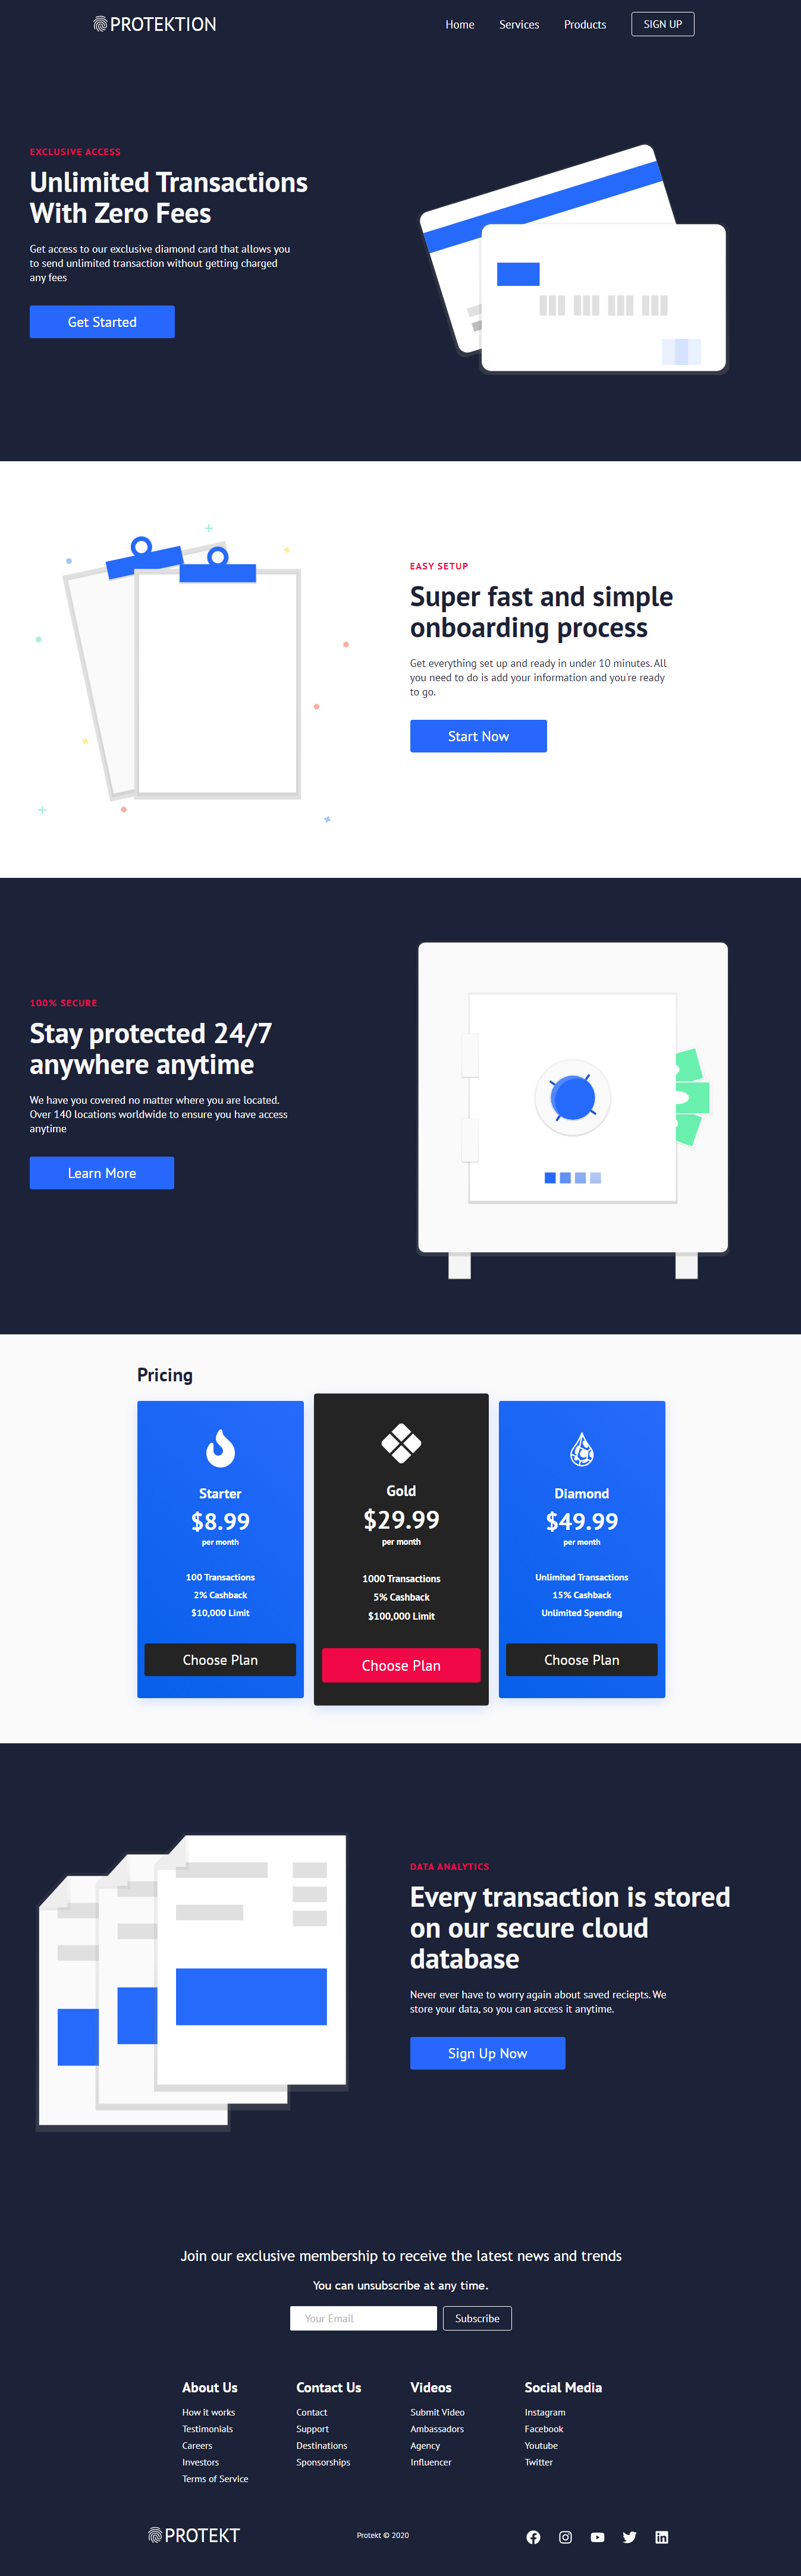 PROTEKTION
Home Services Products SIGN UP
EXCLUSIVE ACCESS
Unlimited Transactions
With Zero Fees
Get access to our exclusive diamond card that allows you
to send unlimited transaction without getting charged
any fees
Get Started
EASY SETUP
Super fast and simple
onboarding process
Get everything set up and ready in under 10 minutes. All
you need to do is add your information and you're ready
to go.
Start Now
100% SECURE
Stay protected 24/7
anywhere anytime
We have you covered no matter where you are located.
Over 140 locations worldwide to ensure you have access
anytime
Learn More
Pricing
Starter
$8.99
per month
100 Transactions
2% Cashback
$10,000 Limit
Choose Plan
Gold
$29.99
per month
1000 Transactions
5% Cashback
$100,000 Limit
Choose Plan
Diamond
$49.99
per month
Unlimited Transactions
15% Cashback
Unlimited Spending
Choose Plan
DATA ANALYTICS
Every transaction is stored
on our secure cloud
database
Never ever have to worry again about saved reciepts. We
store your data, so you can access it anytime.
Sign Up Now
Join our exclusive membership to receive the latest news and trends
You can unsubscribe at any time.
Your Email
Subscribe
About Us
How it works
Testimonials
Careers
Investors
Terms of Service
Contact Us
Contact
Support
Destinations
Sponsorships
Videos
Submit Video
Ambassadors
Agency
Influencer
Social Media
Instagram
Facebook
Youtube
Twitter
PROTEKT
Protekt © 2020